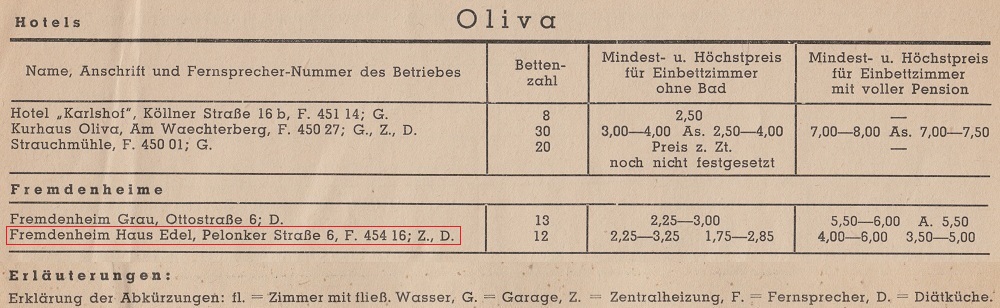 Hotels Oliva
Name, Anschrift und Fernsprecher-Nummer des Betriebes Betten-zahl Mindest- u. Höchstpreis für Einbettzimmer ohne Bad Mindest- u. Höchstpreis für Einbettzimmer mit voller Pension
Hotel „Karlshof“, Köllner Straße 16 b, F. 451 14; G. 8 2,50 —
Kurhaus Oliva, Am Waechterberg, F. 450 27; G., Z., D. 30 3,00—4,00 As. 2,50—4,00 7,00—8,00 As. 7,00—7,50
Strauchmühle, F. 450 01; G. 20 Preis z. Zt. —
noch nicht festgesetzt
Fremdenheime
Fremdenheim Grau, Ottostraße 6; D. 13 2,25—3,00 5,50—6,00 A. 5,50
Fremdenheim Haus Edel, Pelonker Straße 6, F. 454 16; Z., D. 12 2,25—3,25 1,75—2,85 4,00—6,00 3,50—5,00
Erläuterungen:
Erklärung der Abkürzungen: fl. = Zimmer mit fließ. Wasser, G. = Garage, Z. = Zentralheizung, F. = Fernsprecher, D. = Diätküche.